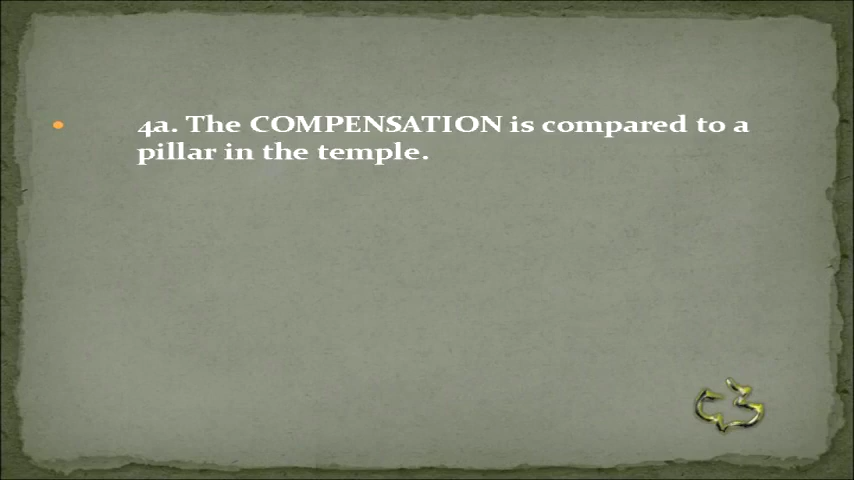 4a. The COMPENSATION is compared to a
pillar in the temple.